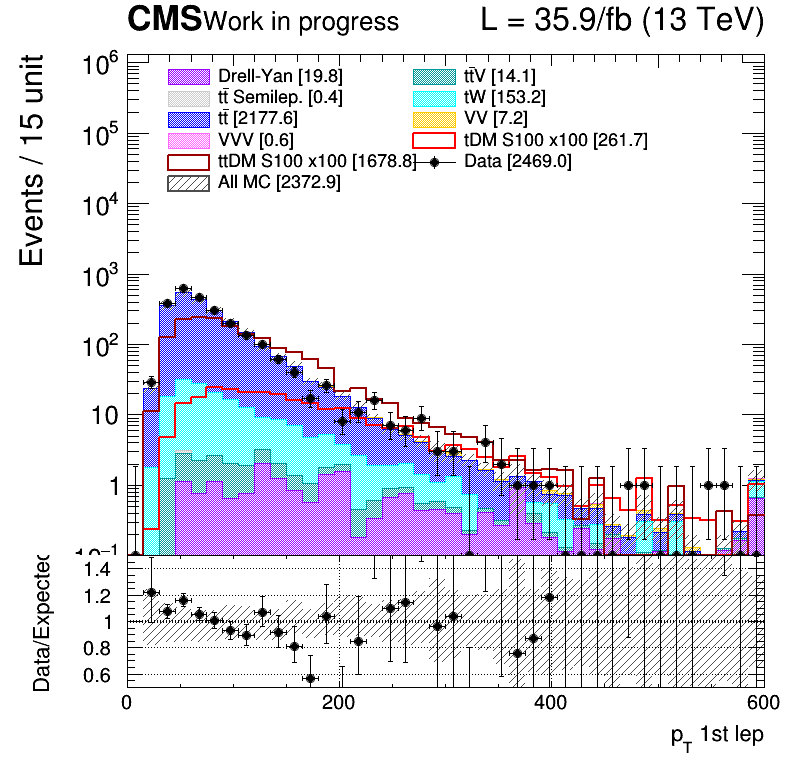 CMS Work in progress L = 35.9/fb (13 TeV)
Events / 15 unit
10⁶
10⁵
10⁴
10³
10²
10
1
10⁻¹
Drell-Yan [19.8] tt̄V [14.1]
tt̄ Semilep. [0.4] tW [153.2]
tt̄ [2177.6] VV [7.2]
VVV [0.6] tDM S100 x100 [261.7]
ttDM S100 x100 [1678.8] Data [2469.0]
All MC [2372.9]
Data/Expected
1.4
1.2
1
0.8
0.6
0 200 400 600
p_T 1st lep